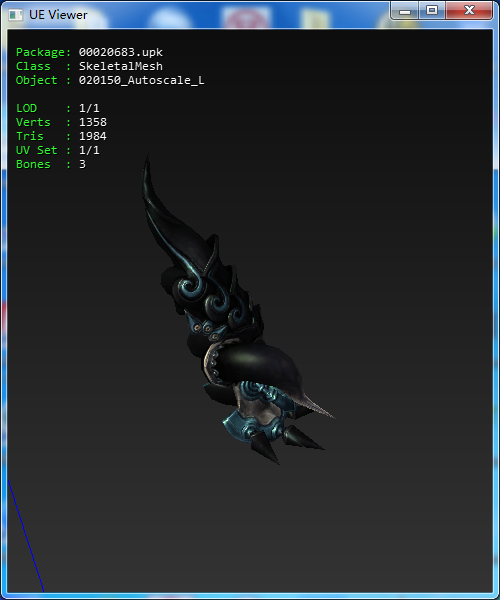 UE Viewer
Package: 00020683.upk
Class : SkeletalMesh
Object : 020150_Autoscale_L
LOD : 1/1
Verts : 1358
Tris : 1984
UV Set : 1/1
Bones : 3